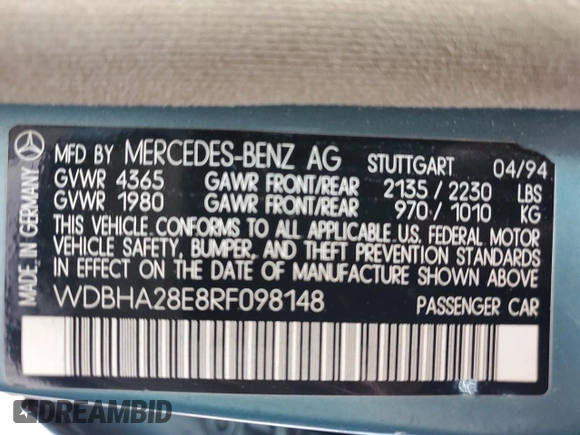 MADE IN GERMANY
MFD BY MERCEDES-BENZ AG STUTTGART 04/94
GVWR 4365 GAWR FRONT/REAR 2135 / 2230 LBS
GVWR 1980 GAWR FRONT/REAR 970 / 1010 KG
THIS VEHICLE CONFORMS TO ALL APPLICABLE U.S. FEDERAL MOTOR
VEHICLE SAFETY, BUMPER, AND THEFT PREVENTION STANDARDS
IN EFFECT ON THE DATE OF MANUFACTURE SHOWN ABOVE.
WDBHA28E8RF098148 PASSENGER CAR
DREAMBID